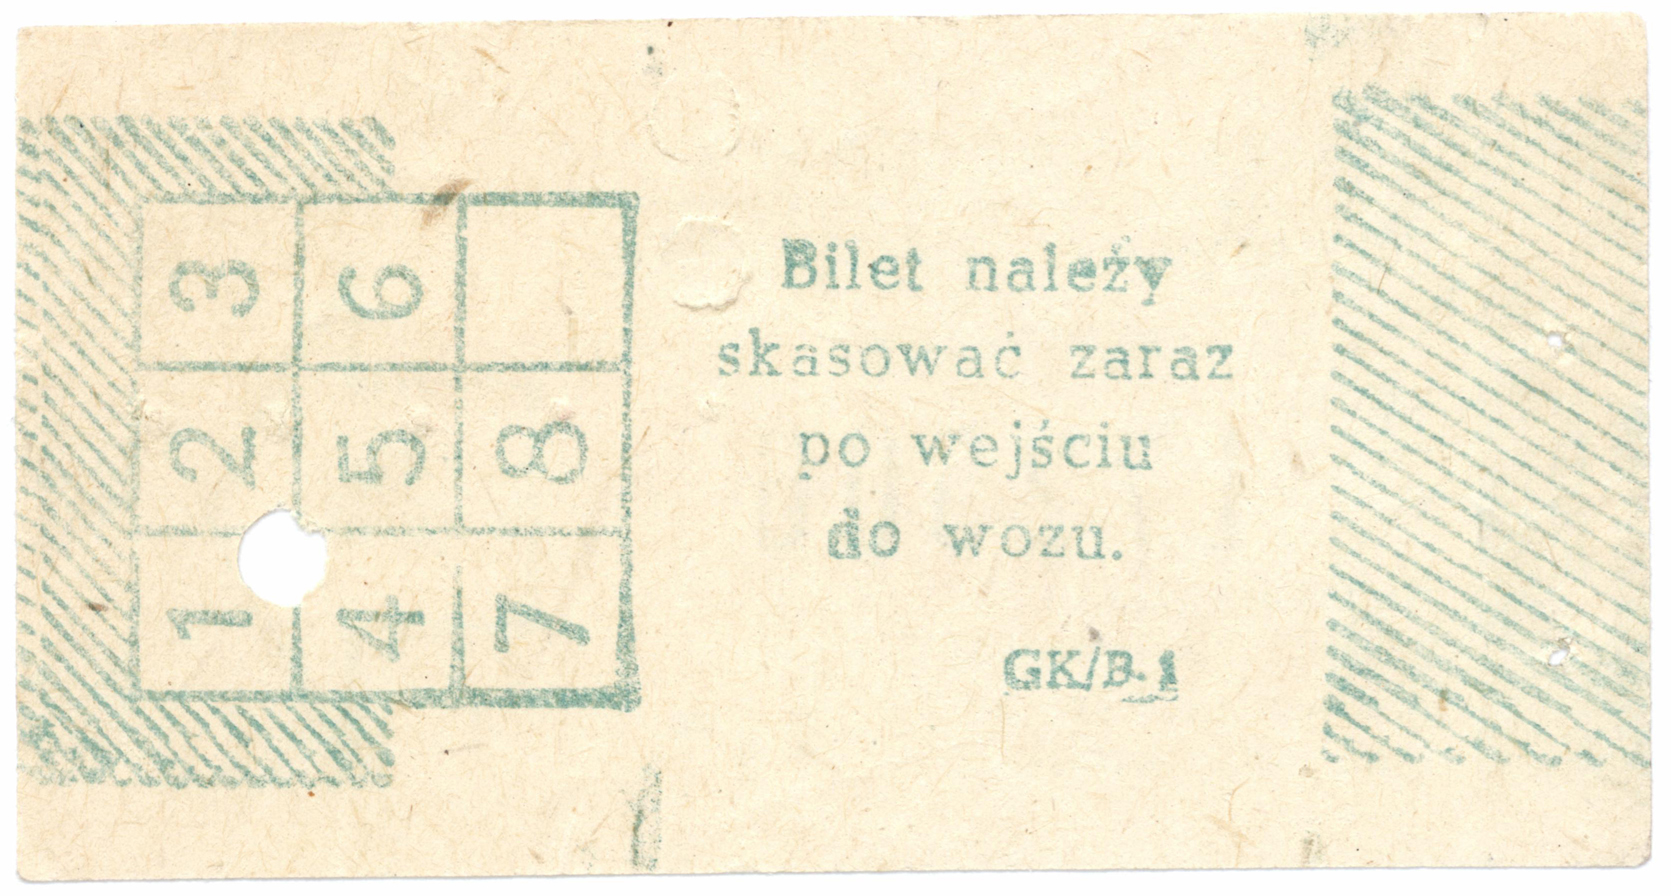 3 6
2 5 8
1 4 7
Bilet należy
skasować zaraz
po wejściu
do wozu.
GK/B-1